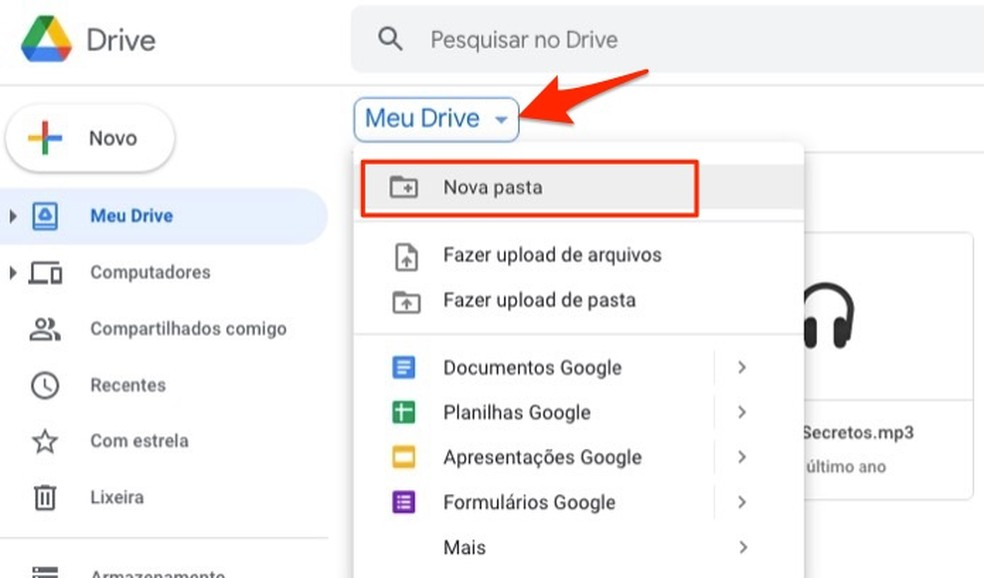 Drive
Pesquisar no Drive
Meu Drive
Novo
Nova pasta
Meu Drive
Fazer upload de arquivos
Computadores
Fazer upload de pasta
Compartilhados comigo
Documentos Google
Recentes
Planilhas Google
Secretos.mp3
Com estrela
Apresentações Google
último ano
Lixeira
Formulários Google
Mais
Armazenamento